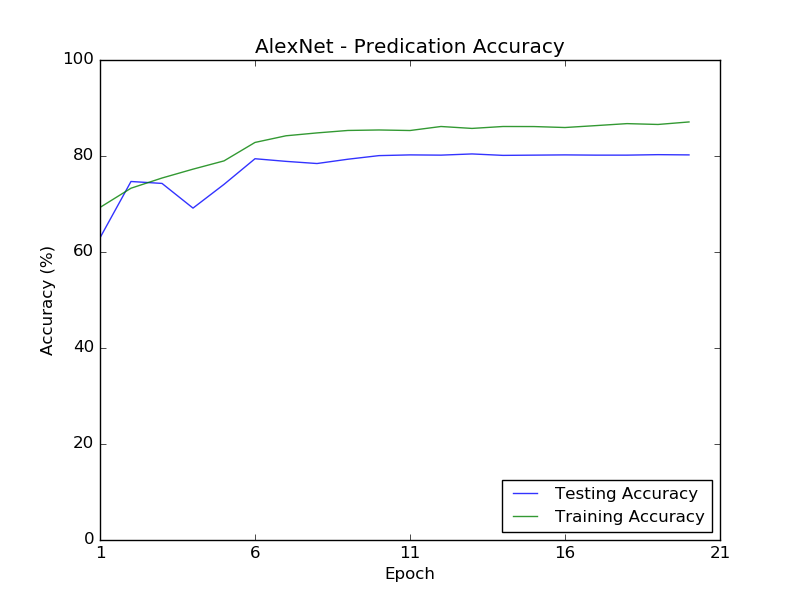 AlexNet - Predication Accuracy
100
80
60
40
20
0
Accuracy (%)
1 6 11 16 21
Epoch
Testing Accuracy
Training Accuracy